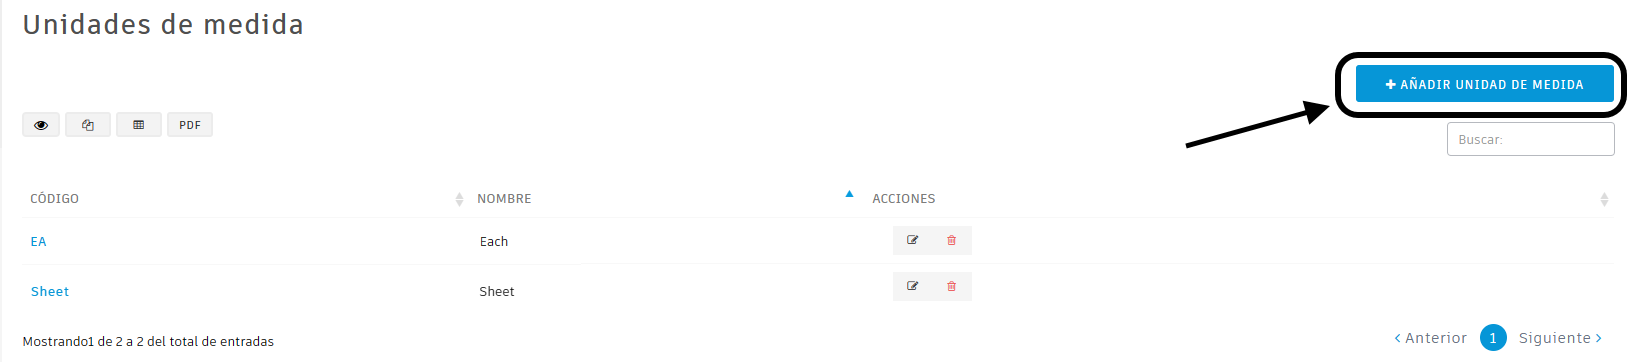 Unidades de medida
AÑADIR UNIDAD DE MEDIDA
PDF
Buscar:
CÓDIGO NOMBRE ACCIONES
EA Each
Sheet Sheet
Mostrando1 de 2 a 2 del total de entradas
Anterior 1 Siguiente